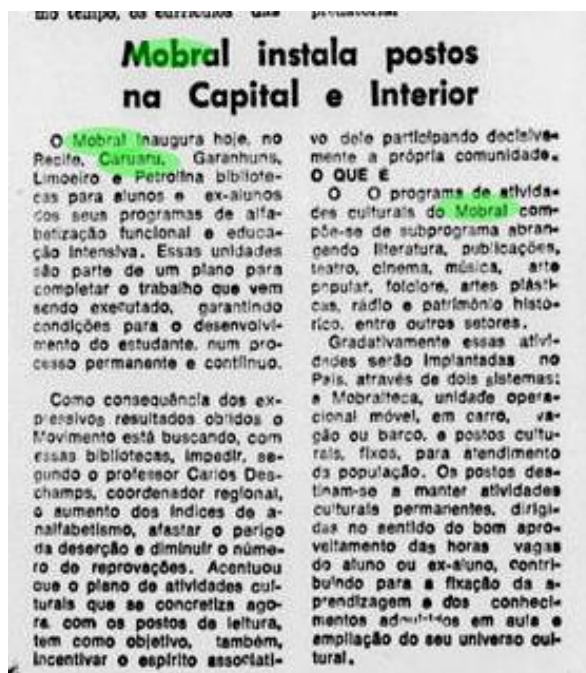 mo tempo, os currículos das
Mobral instala postos
na Capital e Interior
O Mobral inaugura hoje, no
Recife, Caruaru, Garanhuns,
Limoeiro e Petrolina bibliote-
cas para alunos e ex-alunos
dos seus programas de alfa-
betização funcional e educa-
ção intensiva. Essas unidades
são parte de um plano para
completar o trabalho que vem
sendo executado, garantindo
condições para o desenvolvi-
mento do estudante, num pro-
cesso permanente e contínuo.
Como consequência dos ex-
pressivos resultados obtidos o
Movimento está buscando, com
essas bibliotecas, impedir, se-
gundo o professor Carlos Des-
champs, coordenador regional,
o aumento dos índices de a-
nalfabetismo, afastar o perigo
da deserção e diminuir o núme-
ro de reprovações. Acentuou
que o plano de atividades cul-
turais que se concretiza ago-
ra, com os postos de leitura,
tem como objetivo, também,
incentivar o espírito associati-
vo dele participando decisiva-
mente a própria comunidade.
O QUE É
O O programa de ativida-
des culturais do Mobral com-
põe-se de subprograma abran-
gendo literatura, publicações,
teatro, cinema, música, arte
popular, folclore, artes plásti-
cas, rádio e patrimônio histo-
rico, entre outros setores.
Gradativamente essas ativi-
dades serão implantadas no
País, através de dois sistemas:
a Mobralteca, unidade opera-
cional móvel, em carro, va-
gão ou barco, e postos cultu-
rais, fixos, para atendimento
da população. Os postos des-
tinam-se a manter atividades
culturais permanentes, dirigi-
das no sentido do bom apro-
veitamento das horas vagas
do aluno ou ex-aluno, contri-
buindo para a fixação da a-
prendizagem e dos conheci-
mentos adquiridos em aula e
ampliação do seu universo cul-
tural.